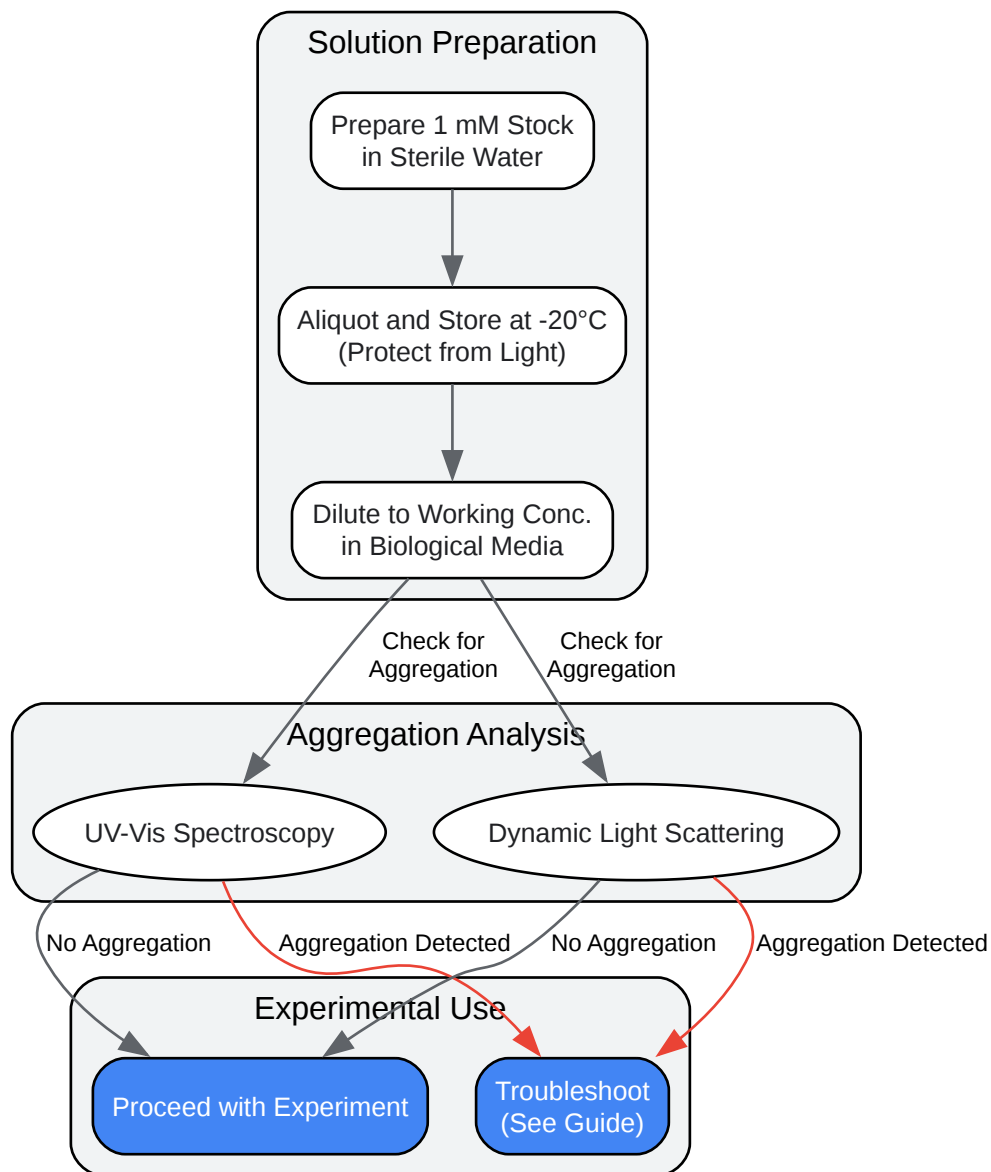 Solution Preparation
Prepare 1 mM Stock
in Sterile Water
Aliquot and Store at -20°C
(Protect from Light)
Dilute to Working Conc.
in Biological Media
Check for
Aggregation
Check for
Aggregation
Aggregation Analysis
UV-Vis Spectroscopy
Dynamic Light Scattering
No Aggregation
Aggregation Detected
No Aggregation
Aggregation Detected
Experimental Use
Proceed with Experiment
Troubleshoot
(See Guide)